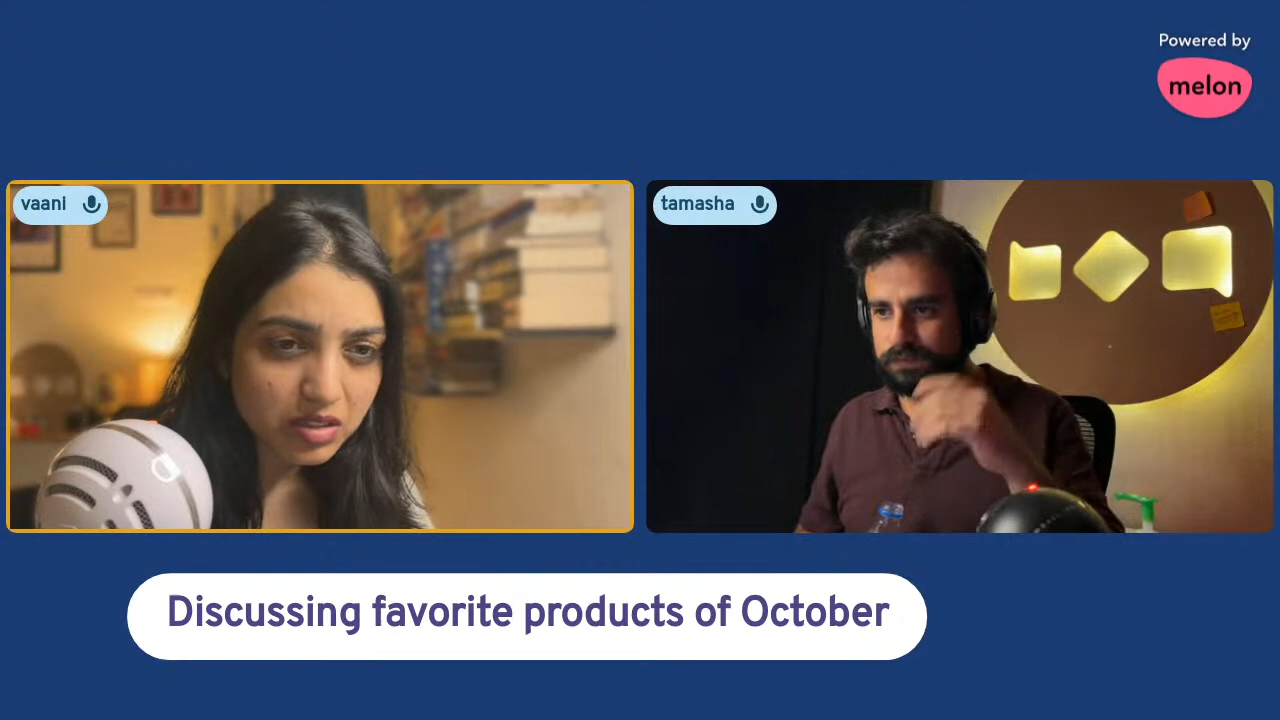 Powered by
melon
vaani
tamasha
Discussing favorite products of October